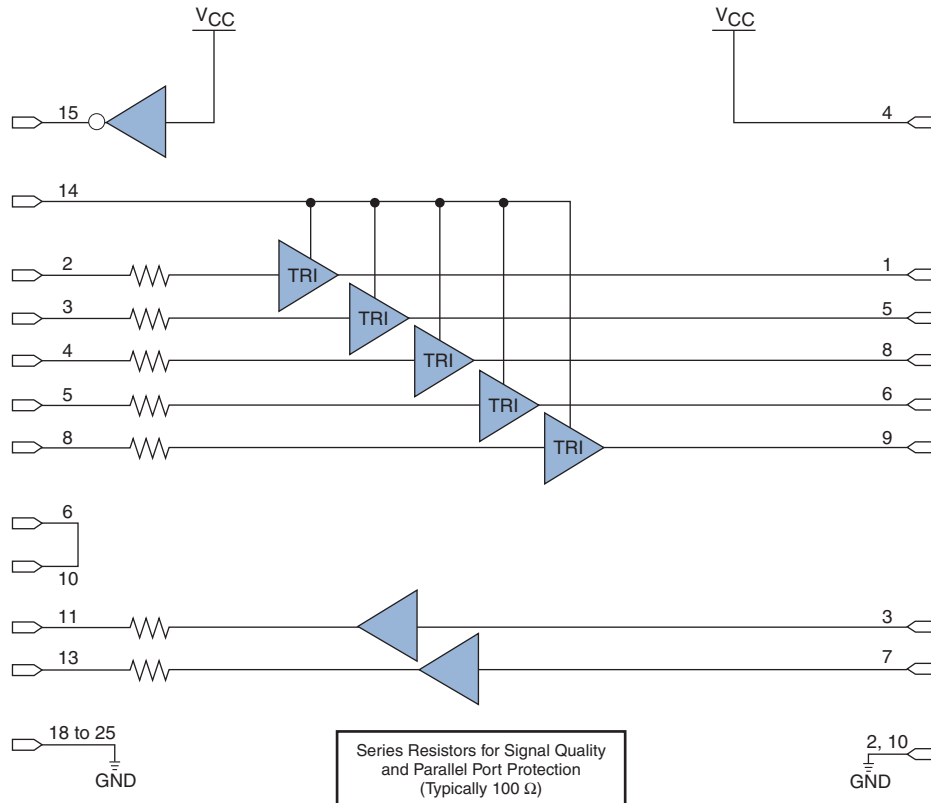 VCC VCC
15 4
14
2 TRI 1
3 TRI 5
4 TRI 8
5 TRI 6
8 TRI 9
6
10
11 3
13 7
18 to 25 2, 10
GND GND
Series Resistors for Signal Quality
and Parallel Port Protection
(Typically 100 Ω)